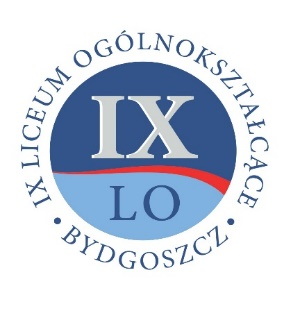 IX LICEUM OGÓLNOKSZTAŁCĄCE
IX
LO
• BYDGOSZCZ •